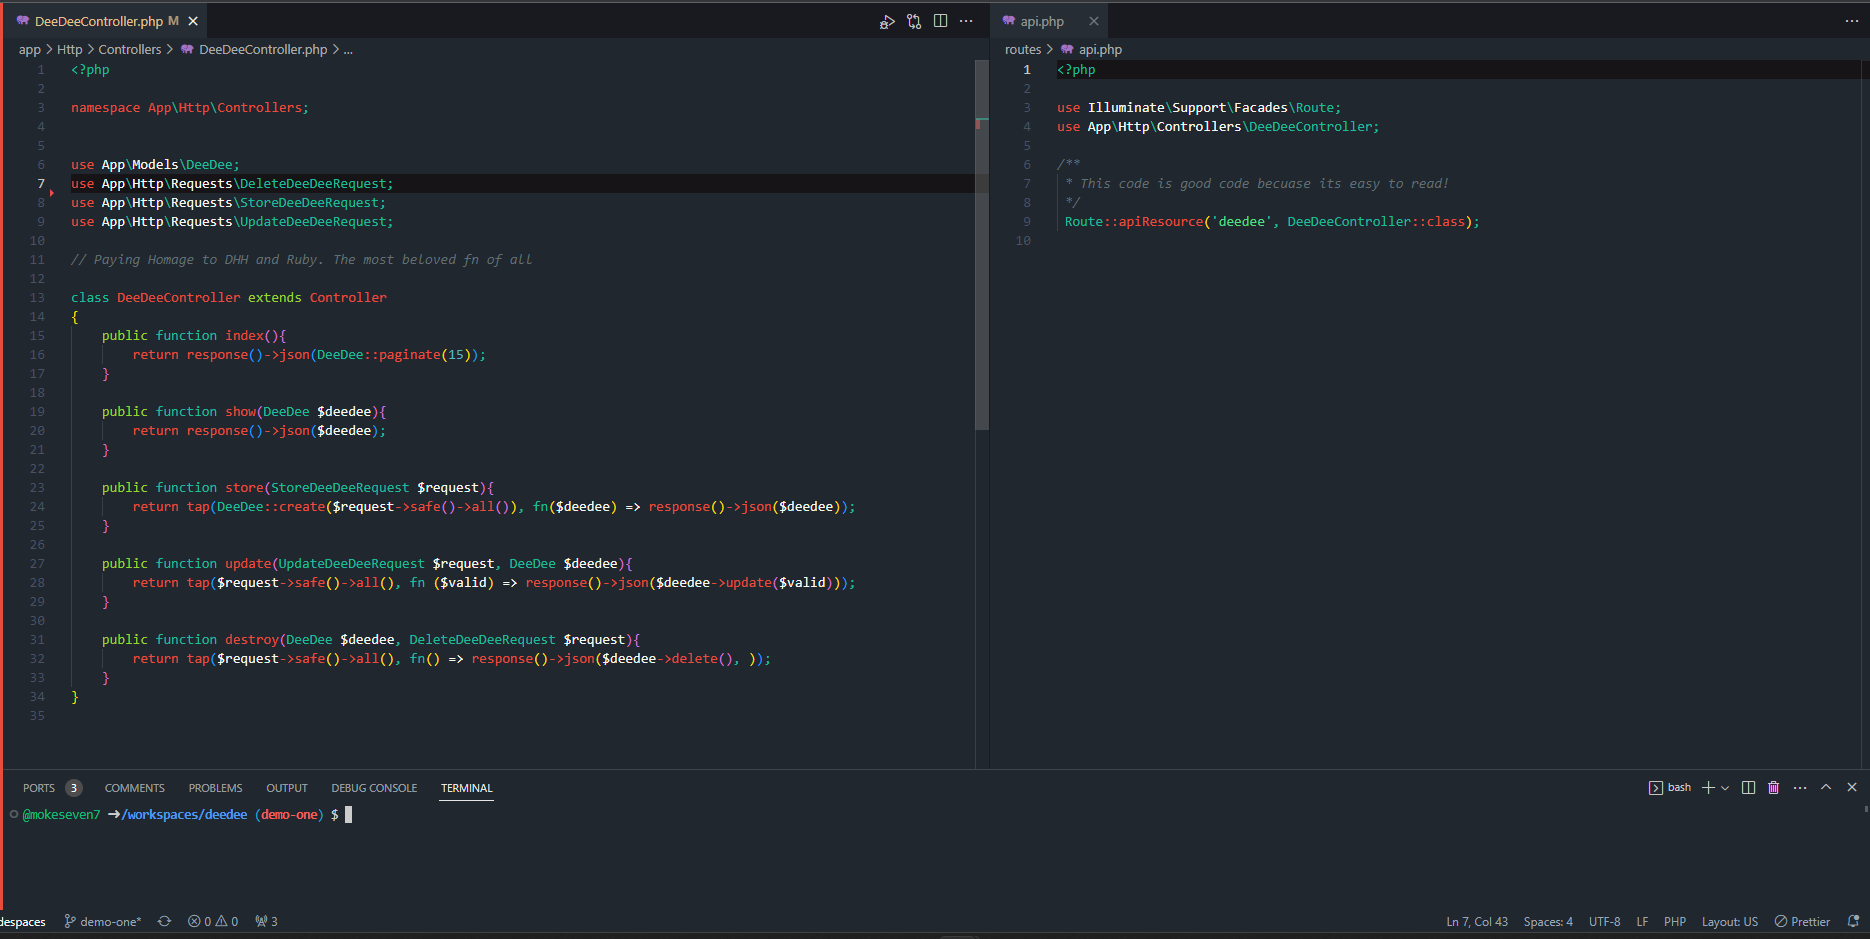 DeeDeeController.php M
app > Http > Controllers > DeeDeeController.php > ...
1 <?php
2
3 namespace App\Http\Controllers;
4
5
6 use App\Models\DeeDee;
7 use App\Http\Requests\DeleteDeeDeeRequest;
8 use App\Http\Requests\StoreDeeDeeRequest;
9 use App\Http\Requests\UpdateDeeDeeRequest;
10
11 // Paying Homage to DHH and Ruby. The most beloved fn of all
12
13 class DeeDeeController extends Controller
14 {
15 public function index(){
16 return response()->json(DeeDee::paginate(15));
17 }
18
19 public function show(DeeDee $deedee){
20 return response()->json($deedee);
21 }
22
23 public function store(StoreDeeDeeRequest $request){
24 return tap(DeeDee::create($request->safe()->all()), fn($deedee) => response()->json($deedee));
25 }
26
27 public function update(UpdateDeeDeeRequest $request, DeeDee $deedee){
28 return tap($request->safe()->all(), fn ($valid) => response()->json($deedee->update($valid)));
29 }
30
31 public function destroy(DeeDee $deedee, DeleteDeeDeeRequest $request){
32 return tap($request->safe()->all(), fn() => response()->json($deedee->delete(), ));
33 }
34 }
35
api.php
routes > api.php
1 <?php
2
3 use Illuminate\Support\Facades\Route;
4 use App\Http\Controllers\DeeDeeController;
5
6 /**
7 * This code is good code becuase its easy to read!
8 */
9 Route::apiResource('deedee', DeeDeeController::class);
10
PORTS 3 COMMENTS PROBLEMS OUTPUT DEBUG CONSOLE TERMINAL bash
@mokeseven7 ➜/workspaces/deedee (demo-one) $
despaces demo-one* 0 0 3 Ln 7, Col 43 Spaces: 4 UTF-8 LF PHP Layout: US Prettier